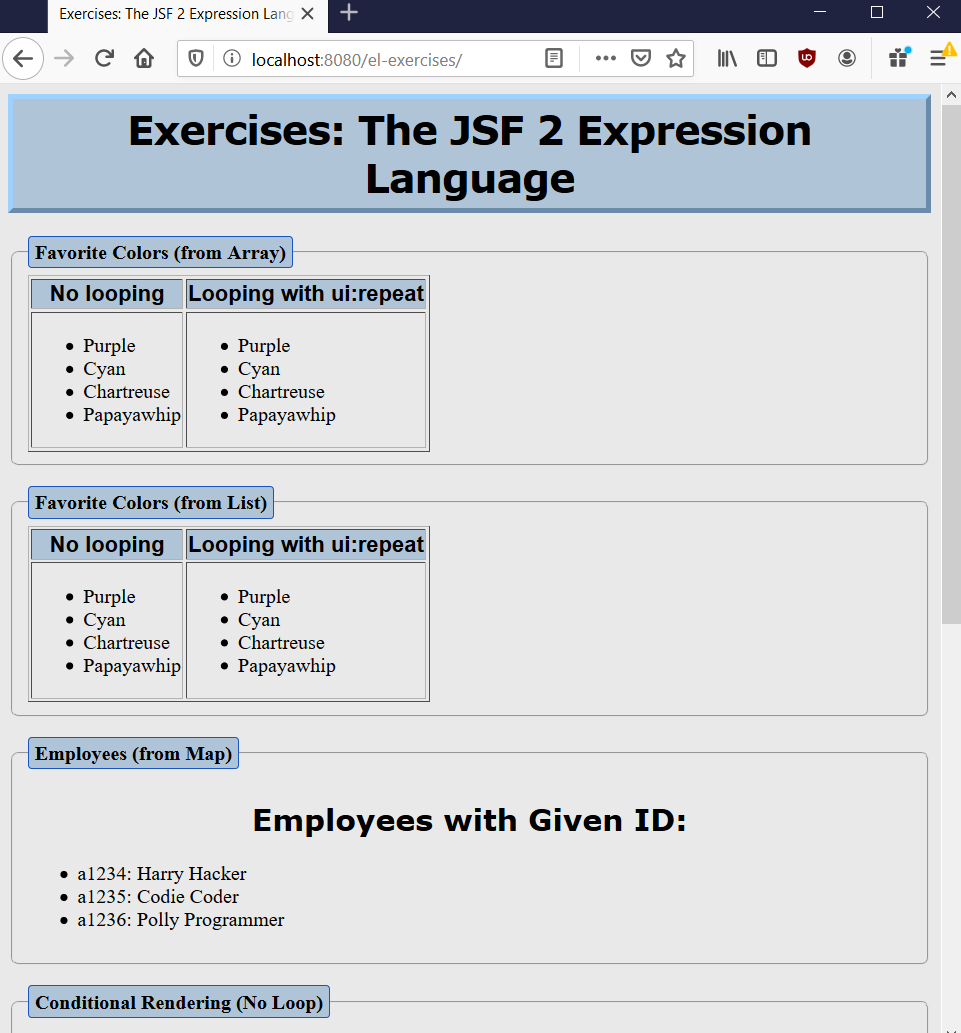 Exercises: The JSF 2 Expression Lang
localhost:8080/el-exercises/
Exercises: The JSF 2 Expression
Language
Favorite Colors (from Array)
No looping Looping with ui:repeat
Purple Purple
Cyan Cyan
Chartreuse Chartreuse
Papayawhip Papayawhip
Favorite Colors (from List)
No looping Looping with ui:repeat
Purple Purple
Cyan Cyan
Chartreuse Chartreuse
Papayawhip Papayawhip
Employees (from Map)
Employees with Given ID:
a1234: Harry Hacker
a1235: Codie Coder
a1236: Polly Programmer
Conditional Rendering (No Loop)